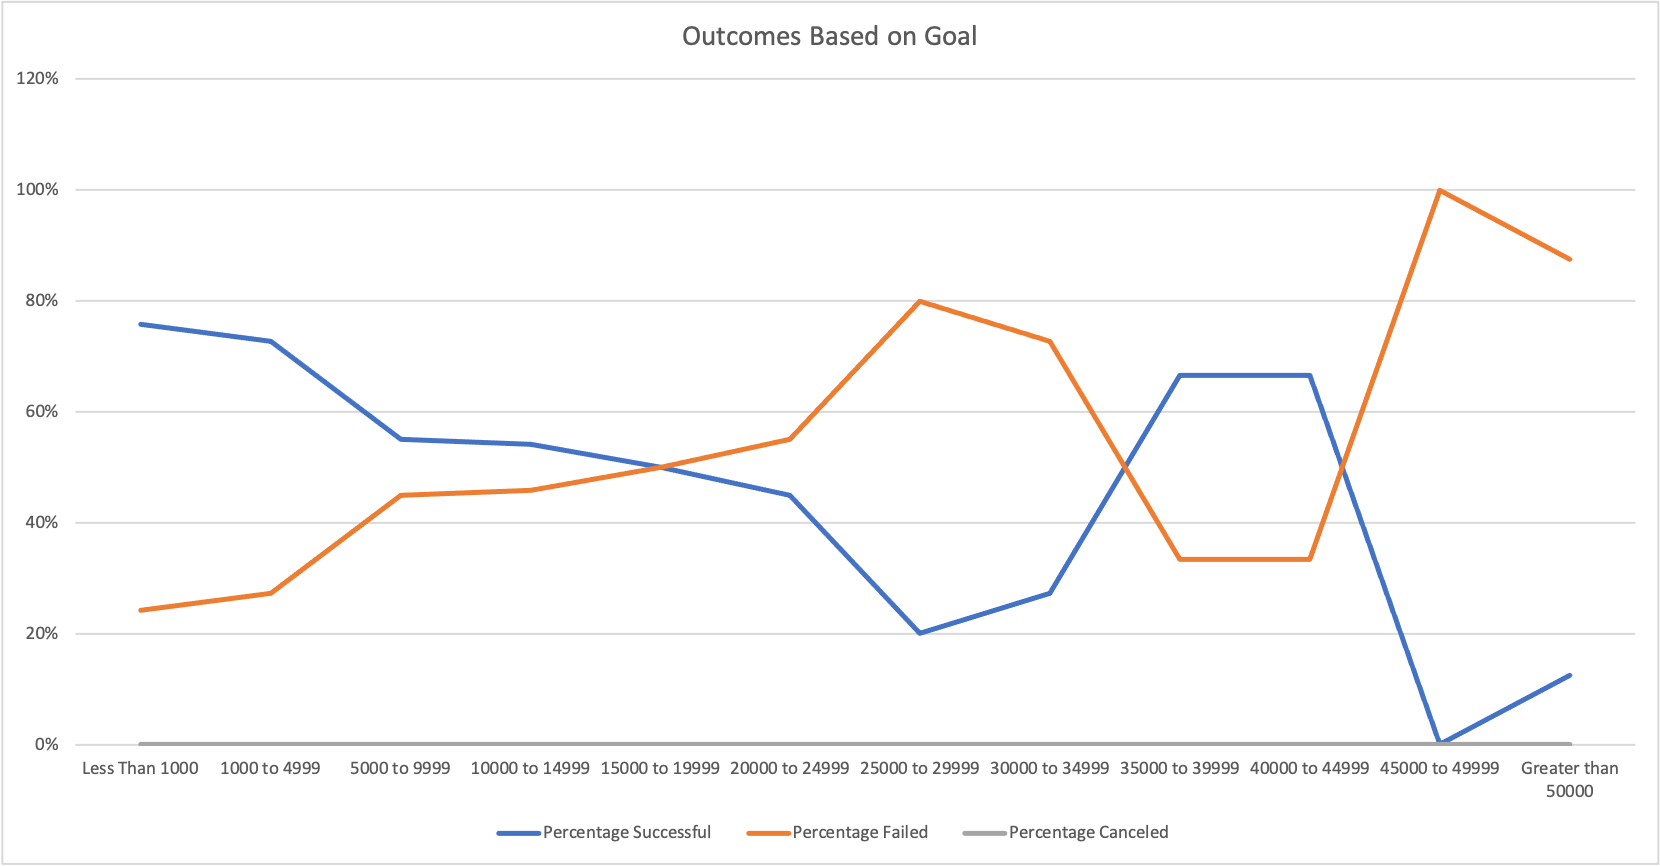 Outcomes Based on Goal
120%
100%
80%
60%
40%
20%
0%
Less Than 1000 1000 to 4999 5000 to 9999 10000 to 14999 15000 to 19999 20000 to 24999 25000 to 29999 30000 to 34999 35000 to 39999 40000 to 44999 45000 to 49999 Greater than
50000
Percentage Successful Percentage Failed Percentage Canceled